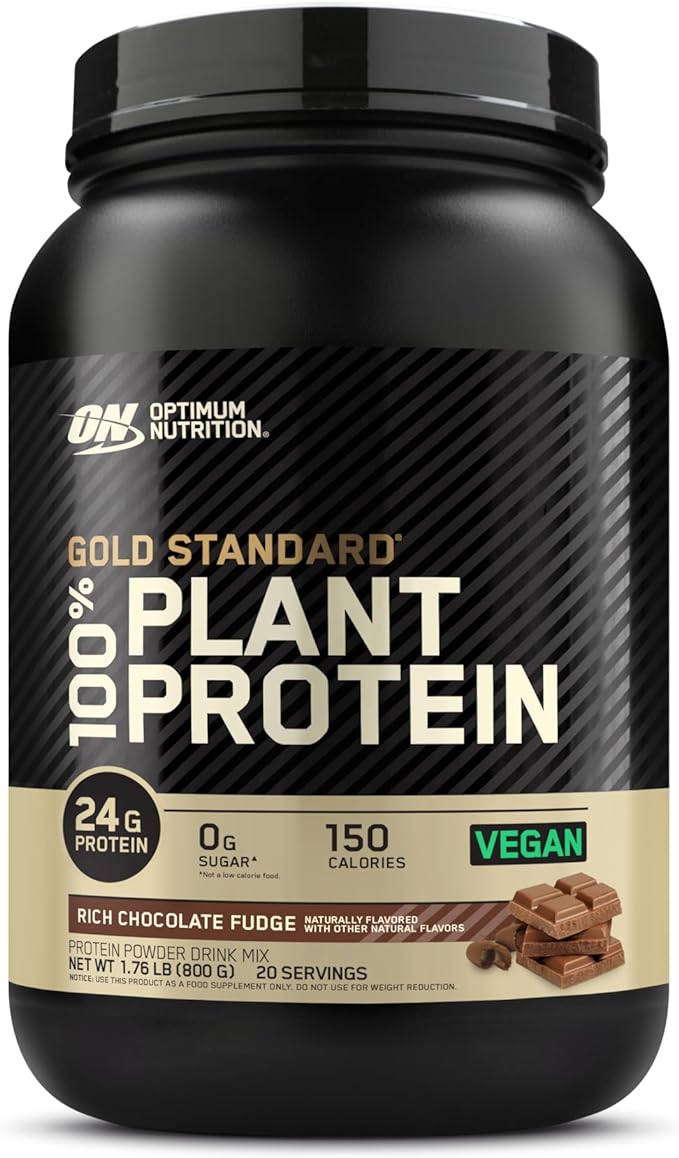 ON OPTIMUM
NUTRITION®
GOLD STANDARD®
100% PLANT
PROTEIN
24G
PROTEIN
0G
SUGAR▲
*Not a low calorie food.
150
CALORIES
VEGAN
RICH CHOCOLATE FUDGE NATURALLY FLAVORED
WITH OTHER NATURAL FLAVORS
PROTEIN POWDER DRINK MIX
NET WT 1.76 LB (800 G) 20 SERVINGS
NOTICE: USE THIS PRODUCT AS A FOOD SUPPLEMENT ONLY. DO NOT USE FOR WEIGHT REDUCTION.